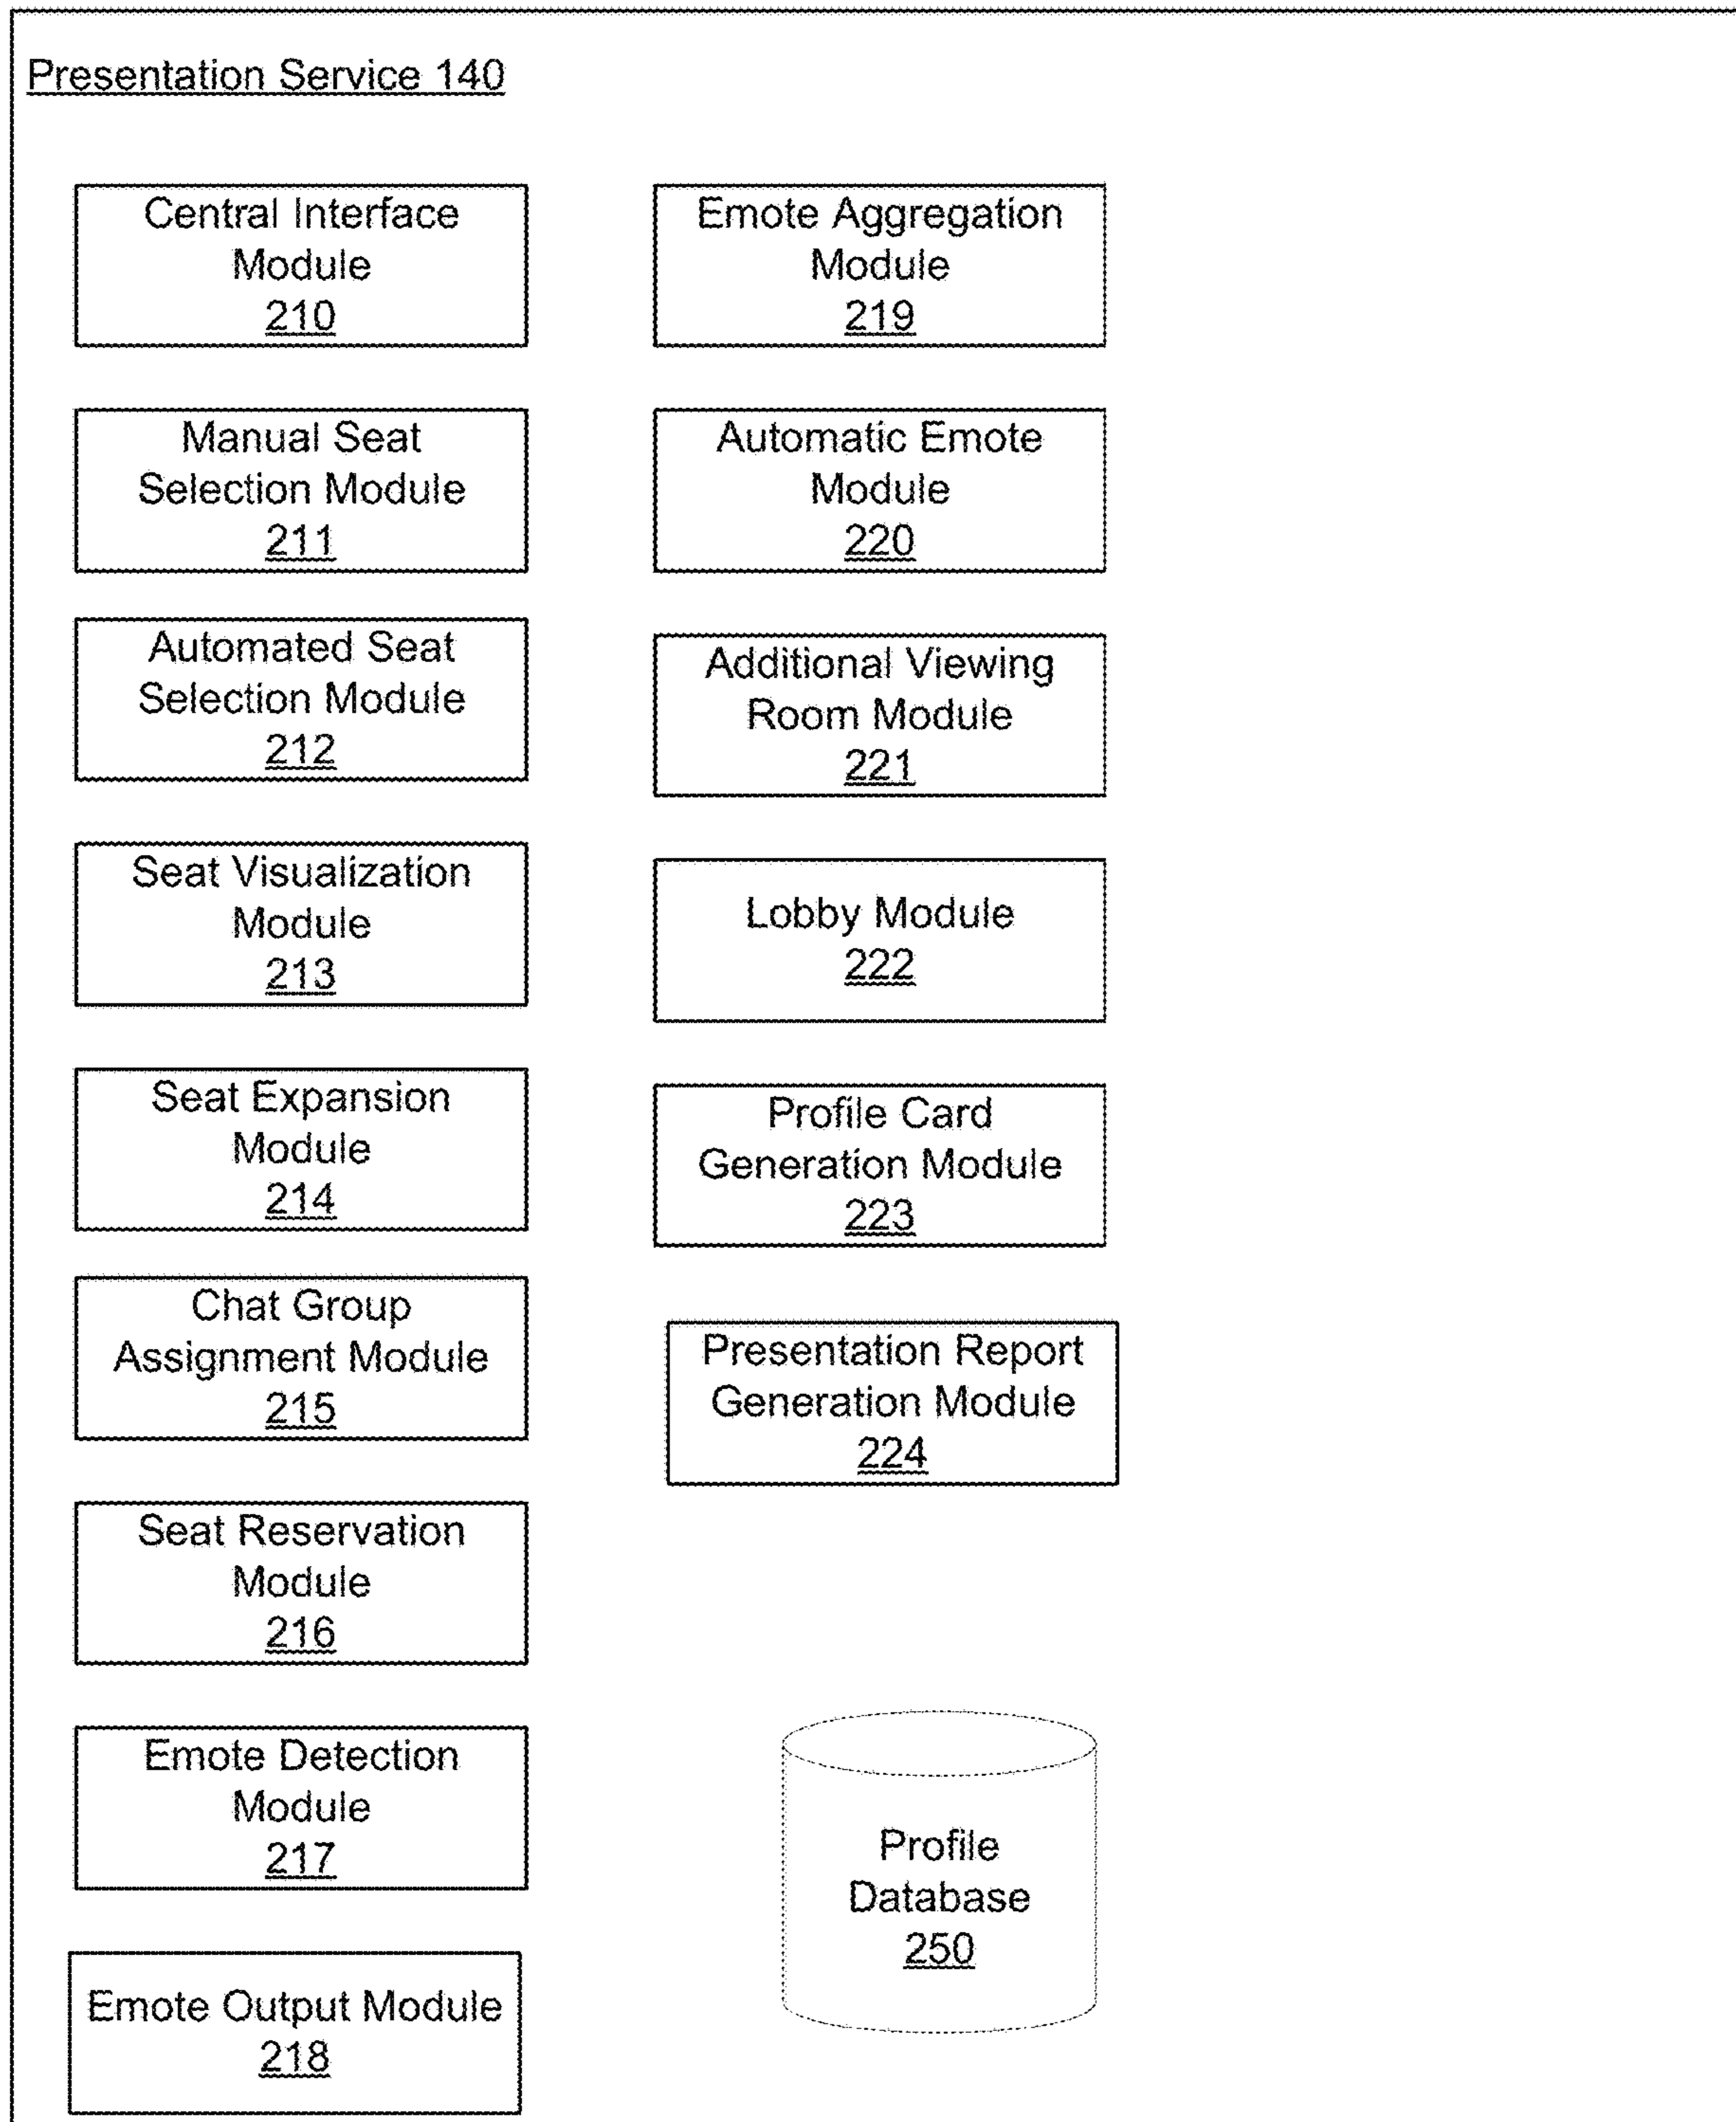 Presentation Service 140
Central Interface
Module
210
Manual Seat
Selection Module
211
Automated Seat
Selection Module
212
Seat Visualization
Module
213
Seat Expansion
Module
214
Chat Group
Assignment Module
215
Seat Reservation
Module
216
Emote Detection
Module
217
Emote Output Module
218
Emote Aggregation
Module
219
Automatic Emote
Module
220
Additional Viewing
Room Module
221
Lobby Module
222
Profile Card
Generation Module
223
Presentation Report
Generation Module
224
Profile
Database
250